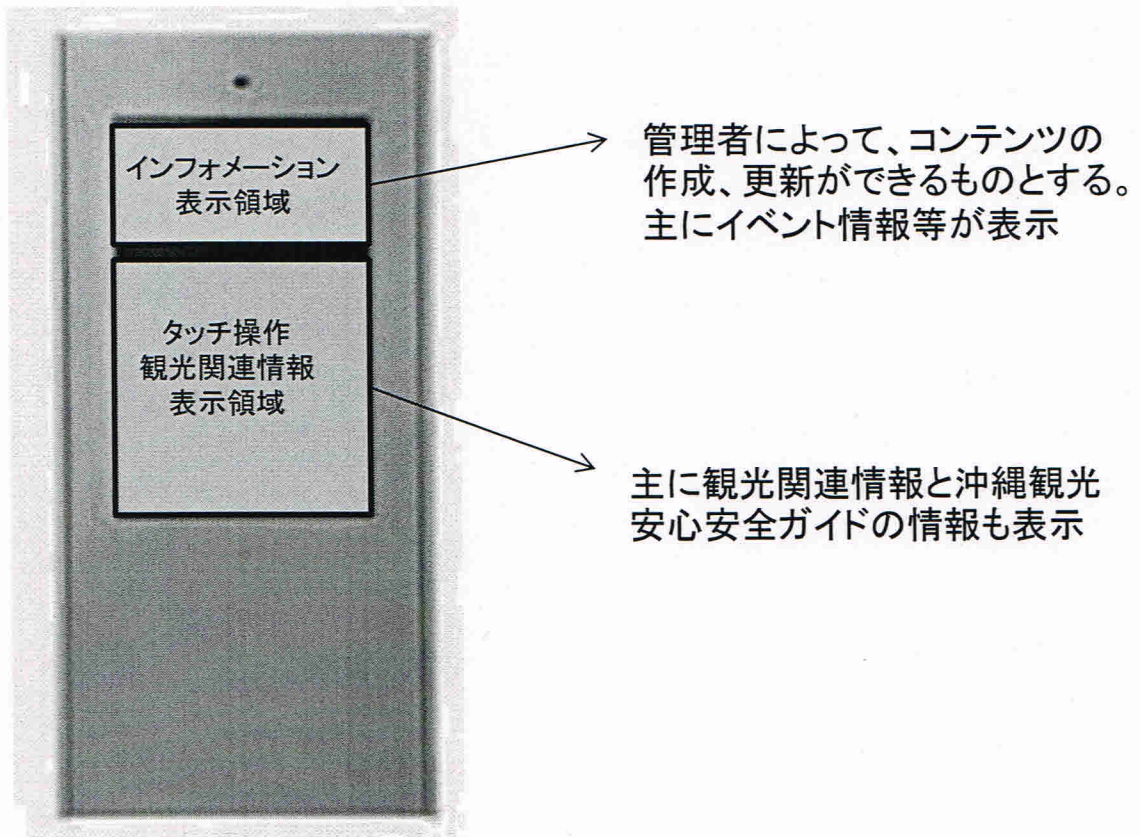 インフォメーション
表示領域
管理者によって、コンテンツの
作成、更新ができるものとする。
主にイベント情報等が表示
タッチ操作
観光関連情報
表示領域
主に観光関連情報と沖縄観光
安心安全ガイドの情報も表示